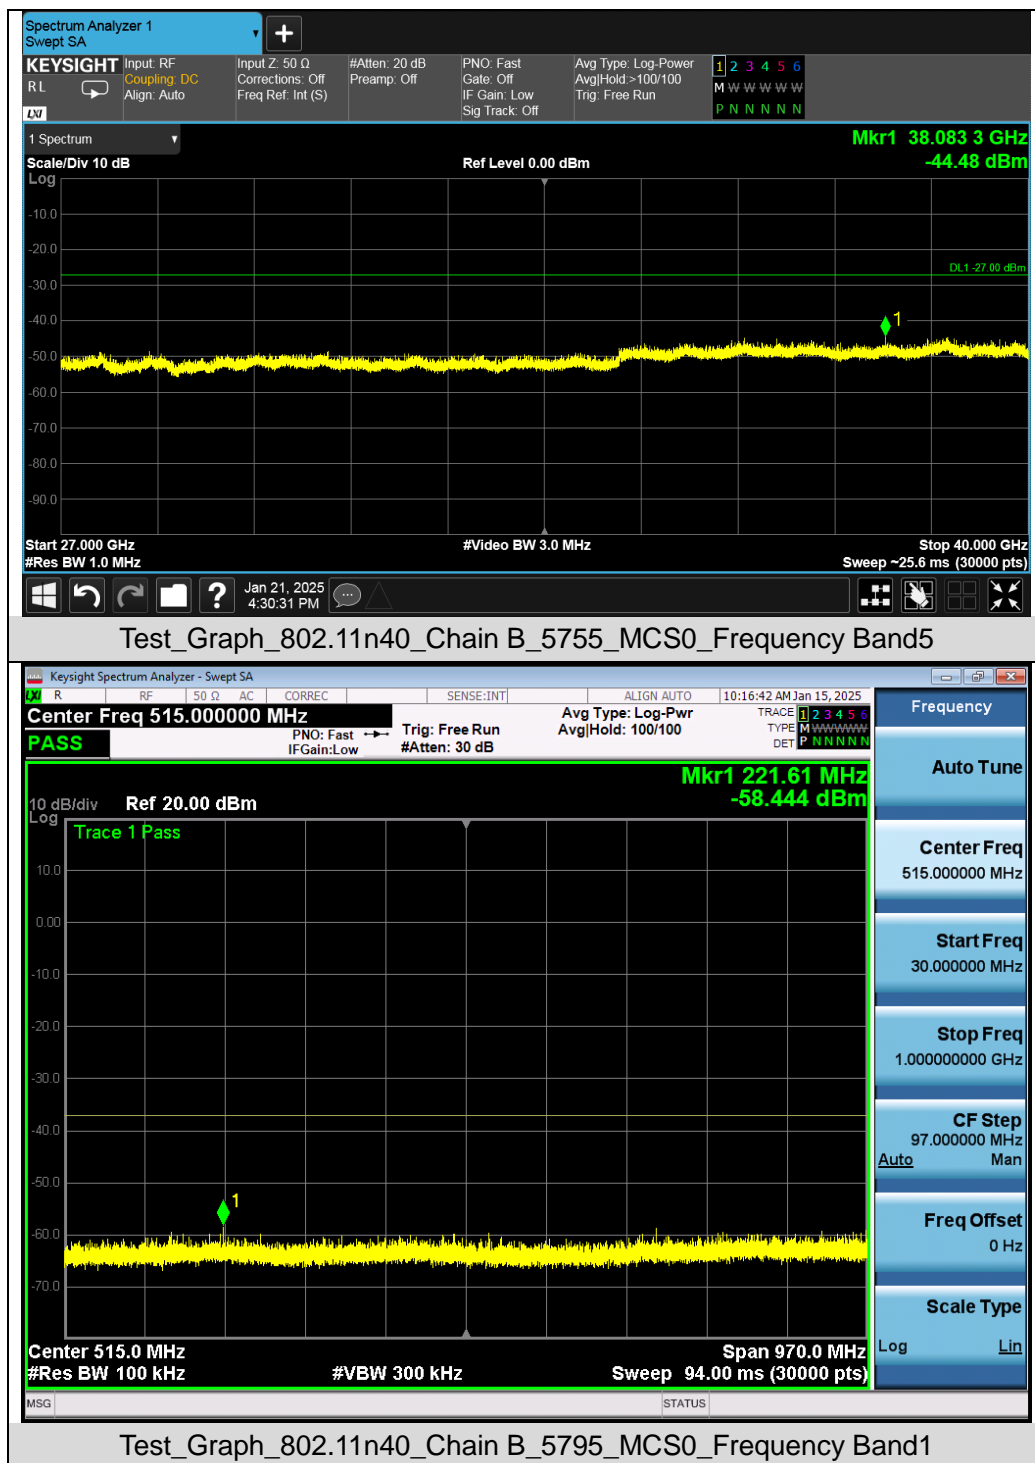 Spectrum Analyzer 1
Swept SA
KEYSIGHT
RL
LXI
Input: RF
Coupling: DC
Align: Auto
Input Z: 50 Ω
Corrections: Off
Freq Ref: Int (S)
#Atten: 20 dB
Preamp: Off
PNO: Fast
Gate: Off
IF Gain: Low
Sig Track: Off
Avg Type: Log-Power
Avg|Hold:>100/100
Trig: Free Run
1 2 3 4 5 6
M W W W W W
P N N N N N
1 Spectrum
Mkr1 38.083 3 GHz
Scale/Div 10 dB
Ref Level 0.00 dBm
-44.48 dBm
Log
-10.0
-20.0
DL1 -27.00 dBm
-30.0
-40.0
1
-50.0
-60.0
-70.0
-80.0
-90.0
Start 27.000 GHz
#Video BW 3.0 MHz
Stop 40.000 GHz
#Res BW 1.0 MHz
Sweep ~25.6 ms (30000 pts)
Jan 21, 2025
4:30:31 PM
Test_Graph_802.11n40_Chain B_5755_MCS0_Frequency Band5
Keysight Spectrum Analyzer - Swept SA
LXI R RF 50 Ω AC CORREC SENSE:INT ALIGN AUTO 10:16:42 AM Jan 15, 2025
Center Freq 515.000000 MHz
PASS
PNO: Fast
IFGain:Low
Trig: Free Run
#Atten: 30 dB
Avg Type: Log-Pwr
Avg|Hold: 100/100
TRACE 1 2 3 4 5 6
TYPE M W W W W W
DET P N N N N N
Mkr1 221.61 MHz
-58.444 dBm
10 dB/div Ref 20.00 dBm
Log
Trace 1 Pass
10.0
0.00
-10.0
-20.0
-30.0
-40.0
-50.0
1
-60.0
-70.0
Center 515.0 MHz
Span 970.0 MHz
#Res BW 100 kHz
#VBW 300 kHz
Sweep 94.00 ms (30000 pts)
MSG
STATUS
Frequency
Auto Tune
Center Freq
515.000000 MHz
Start Freq
30.000000 MHz
Stop Freq
1.000000000 GHz
CF Step
97.000000 MHz
Auto Man
Freq Offset
0 Hz
Scale Type
Log Lin
Test_Graph_802.11n40_Chain B_5795_MCS0_Frequency Band1